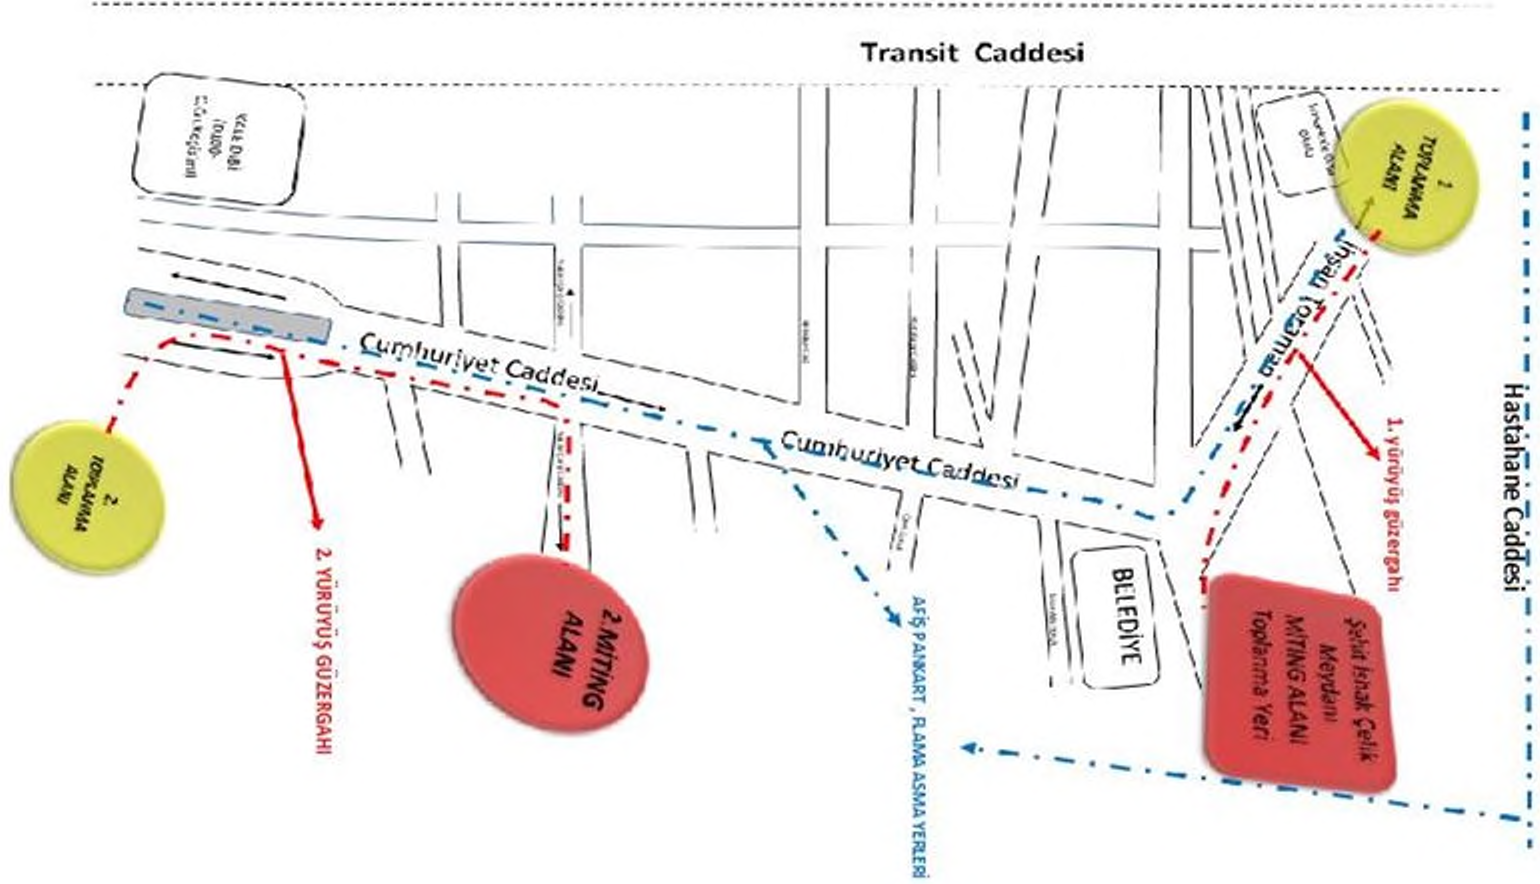 Transit Caddesi
1.
TOPLANMA
ALANI
İnşan Toraman
Cumhuriyet Caddesi
Cumhuriyet Caddesi
Hastahane Caddesi
1. yürüyüş güzergahı
2.
TOPLANMA
ALANI
2. YÜRÜYÜŞ GÜZERGAHI
2.MİTİNG
ALANI
AFİŞ PANKART , FLAMA ASMA YERLERİ
BELEDİYE
Şehit İshak Çelik
Meydanı
MİTİNG ALANI
Toplanma Yeri